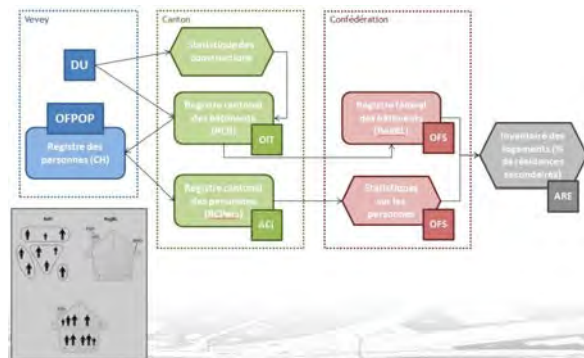 Vevey
Canton
Confédération
DU
Statistique des
constructions
OFPOP
Registre des
personnes (CH)
Registre cantonal
des bâtiments
(RCB)
OIT
Registre fédéral
des bâtiments
(RegBL)
OFS
Registre cantonal
des personnes
(RCPers)
ACI
Statistiques
sur les
personnes
OFS
Inventaire des
logements (%
de résidences
secondaires)
ARE